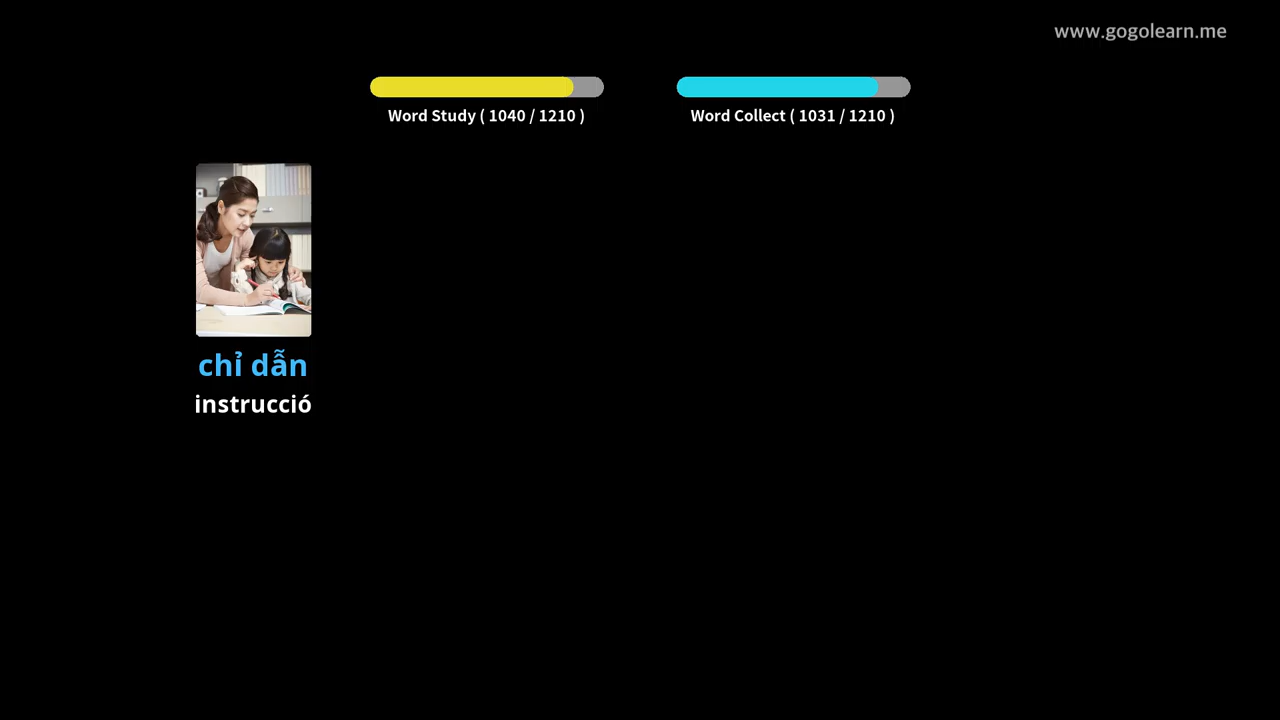 www.gogolearn.me
Word Study ( 1040 / 1210 )
Word Collect ( 1031 / 1210 )
chỉ dẫn
instrucció